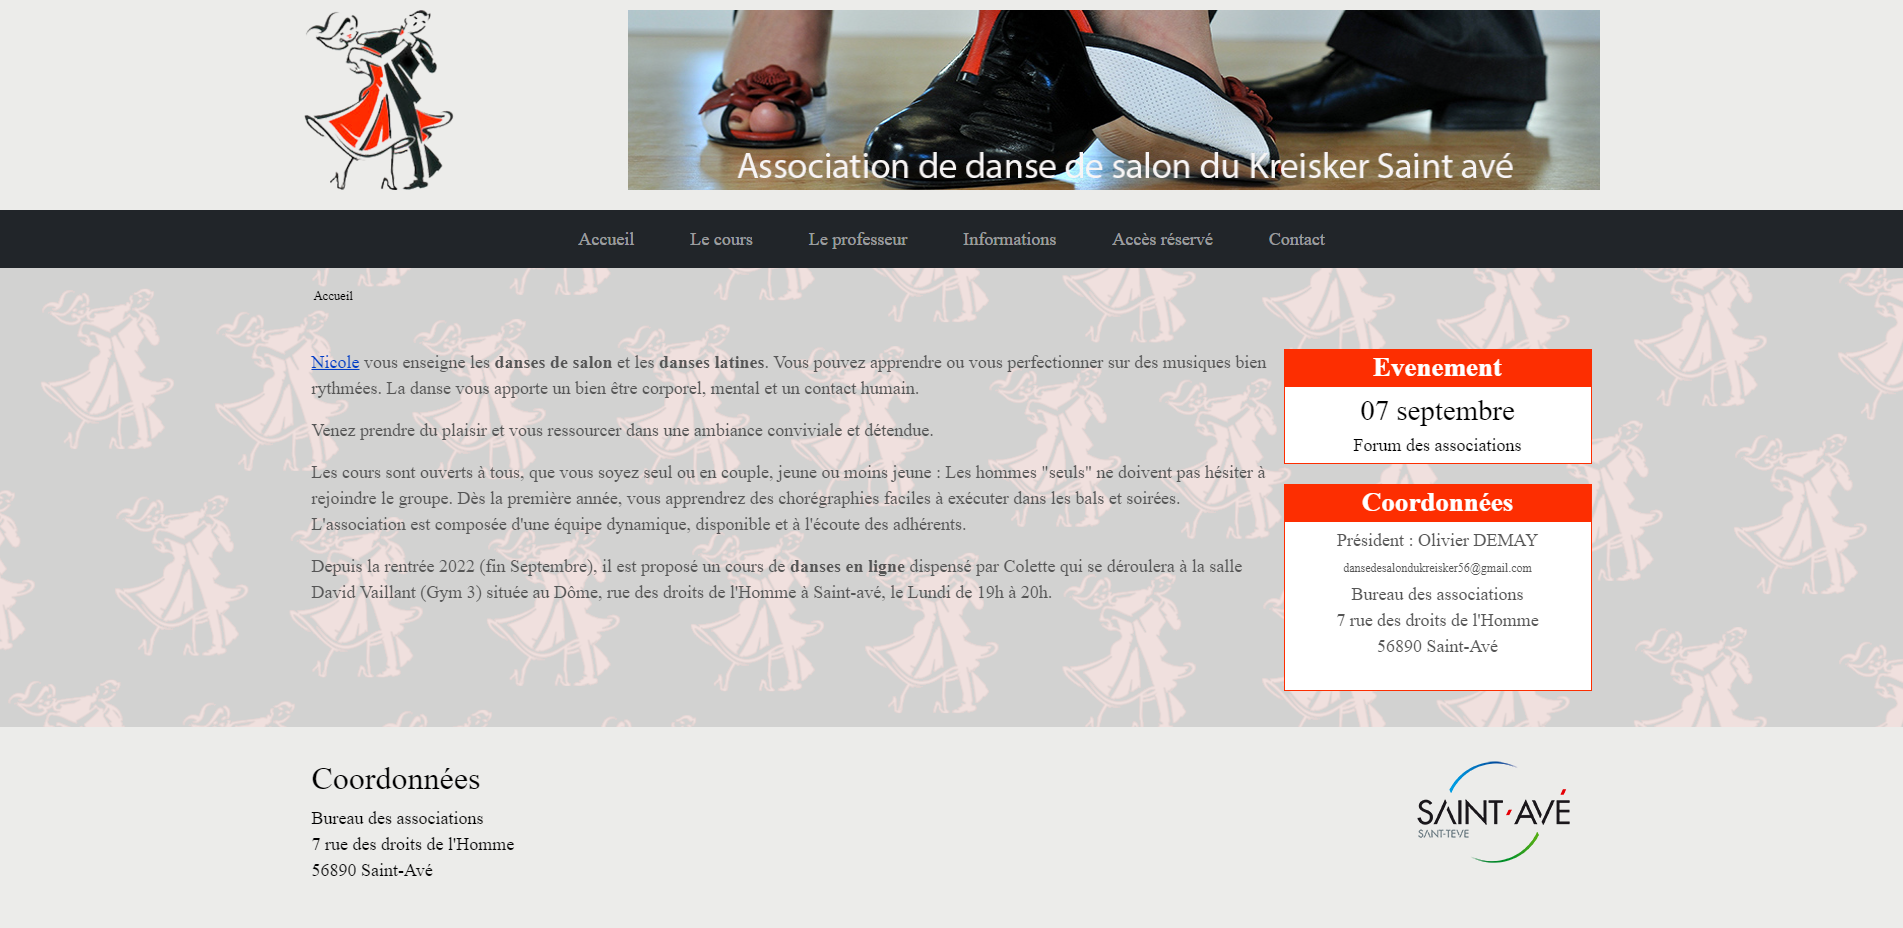 Association de danse de salon du Kreisker Saint avé
Accueil
Le cours
Le professeur
Informations
Accès réservé
Contact
Accueil
Nicole vous enseigne les danses de salon et les danses latines. Vous pouvez apprendre ou vous perfectionner sur des musiques bien
rythmées. La danse vous apporte un bien être corporel, mental et un contact humain.
Venez prendre du plaisir et vous ressourcer dans une ambiance conviviale et détendue.
Les cours sont ouverts à tous, que vous soyez seul ou en couple, jeune ou moins jeune : Les hommes "seuls" ne doivent pas hésiter à
rejoindre le groupe. Dès la première année, vous apprendrez des chorégraphies faciles à exécuter dans les bals et soirées.
L'association est composée d'une équipe dynamique, disponible et à l'écoute des adhérents.
Depuis la rentrée 2022 (fin Septembre), il est proposé un cours de danses en ligne dispensé par Colette qui se déroulera à la salle
David Vaillant (Gym 3) située au Dôme, rue des droits de l'Homme à Saint-avé, le Lundi de 19h à 20h.
Evenement
07 septembre
Forum des associations
Coordonnées
Président : Olivier DEMAY
dansedesalondukreisker56@gmail.com
Bureau des associations
7 rue des droits de l'Homme
56890 Saint-Avé
Coordonnées
Bureau des associations
7 rue des droits de l'Homme
56890 Saint-Avé
SAINT'AVÉ
SANT-TEVE